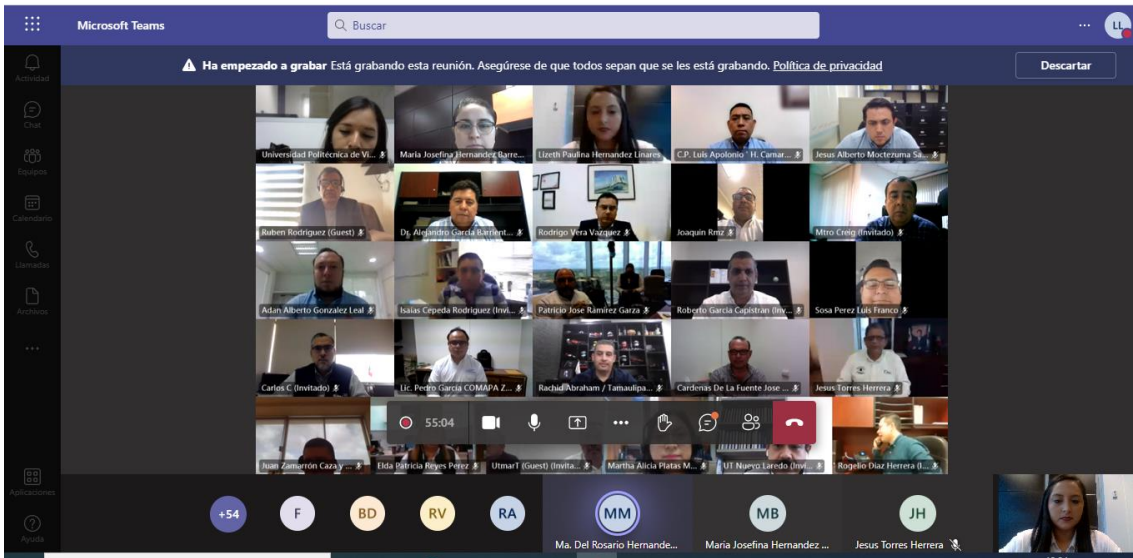 Microsoft Teams
Buscar
LL
Ha empezado a grabar Está grabando esta reunión. Asegúrese de que todos sepan que se les está grabando. Política de privacidad
Descartar
Actividad
Chat
Equipos
Calendario
Llamadas
Archivos
Aplicaciones
Ayuda
Universidad Politécnica de Vi...
Maria Josefina Hernandez Barre...
Lizeth Paulina Hernandez Linares
C.P. Luis Apolonio ' H. Camar...
Jesus Alberto Moctezuma Sa...
Ruben Rodriguez (Guest)
Dr. Alejandro García Barrient...
Rodrigo Vera Vazquez
Joaquin Rmz
Mtro Creig (Invitado)
Adan Alberto Gonzalez Leal
Isaías Cepeda Rodríguez (Invi...
Patricio Jose Ramírez Garza
Roberto García Capistran (Inv...
Sosa Perez Luis Franco
Carlos C (Invitado)
Lic. Pedro García COMAPA Z...
Rachid Abraham / Tamaulipa...
Cardenas De La Fuente Jose ...
Jesus Torres Herrera
55:04
Juan Zamarrón Caza y ...
Elda Patricia Reyes Perez
UtmarT (Guest) (Invita...
Martha Alicia Platas M...
UT Nuevo Laredo (Invi...
Rogelio Diaz Herrera (I...
+54
F
BD
RV
RA
MM
MB
JH
Ma. Del Rosario Hernande...
Maria Josefina Hernandez ...
Jesus Torres Herrera